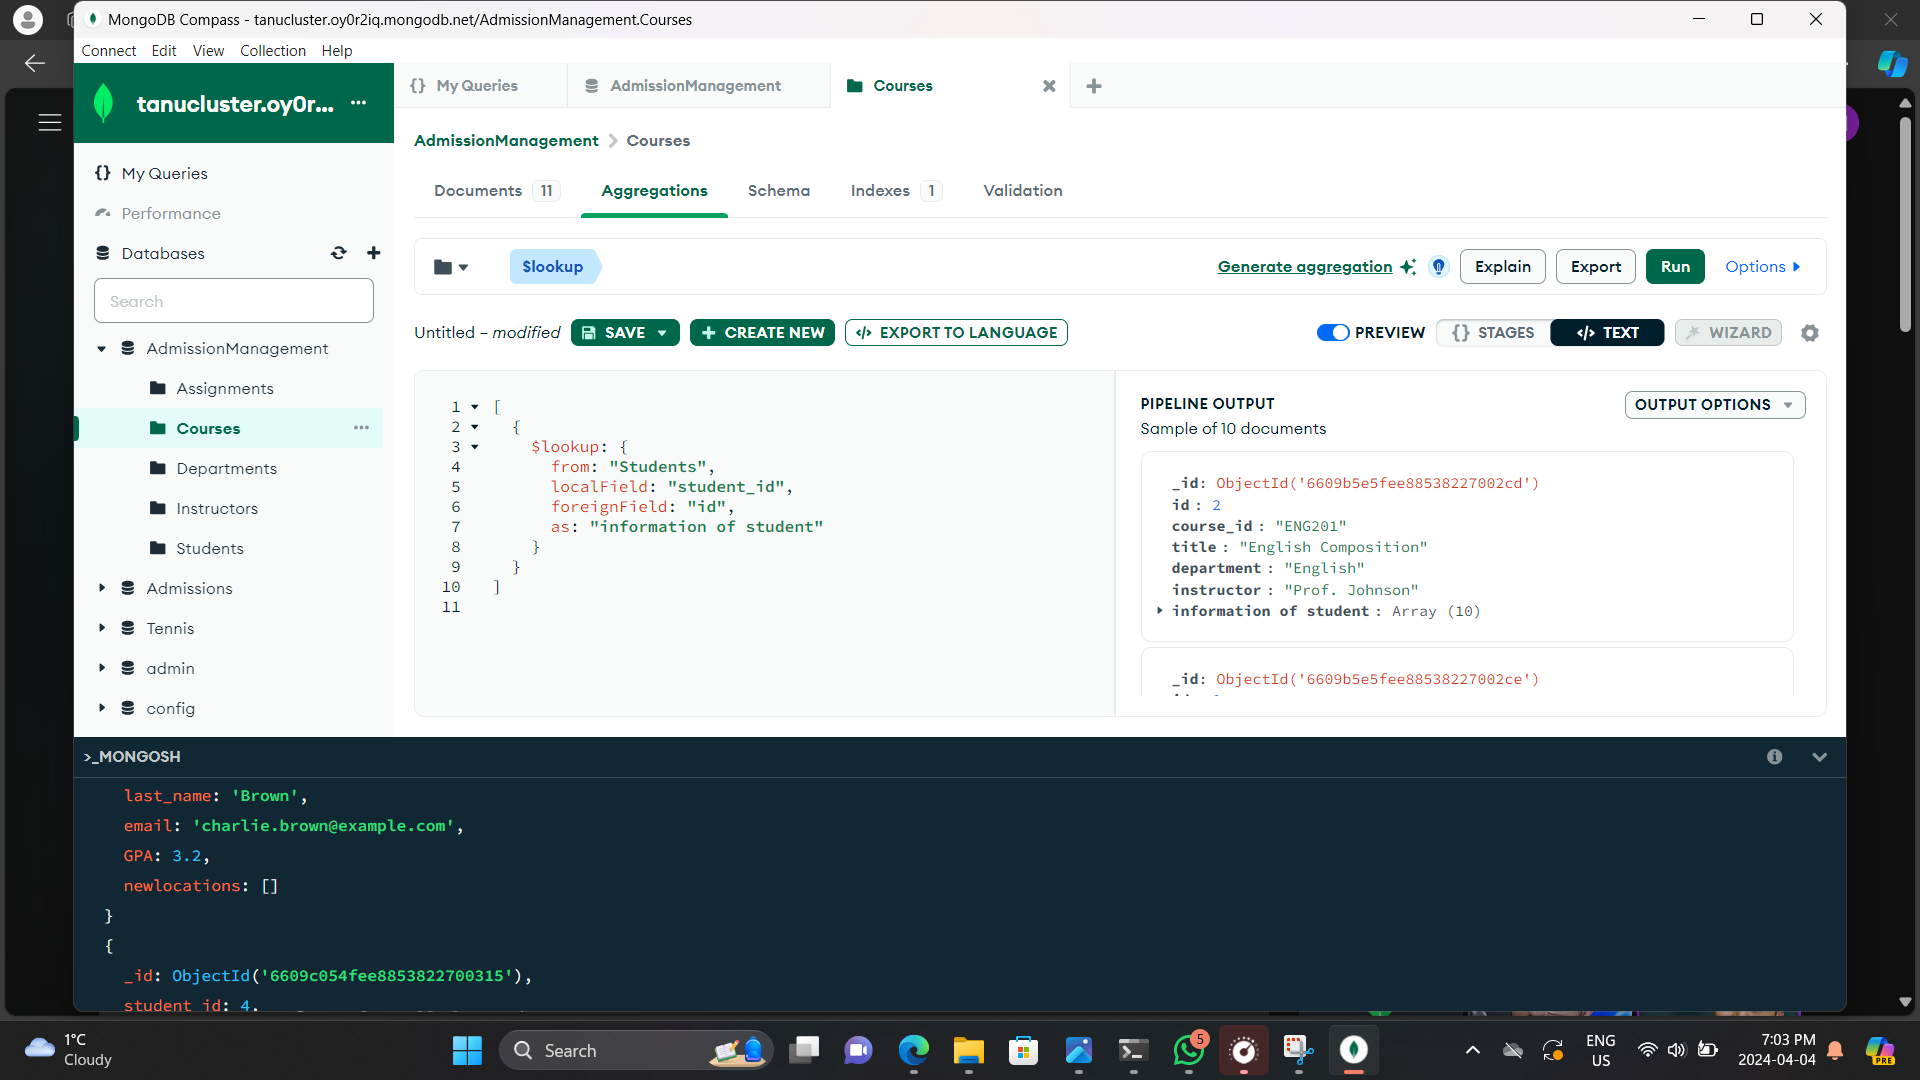 MongoDB Compass - tanucluster.oy0r2iq.mongodb.net/AdmissionManagement.Courses
Connect Edit View Collection Help
tanucluster.oy0r...
My Queries
AdmissionManagement
Courses
AdmissionManagement > Courses
My Queries
Performance
Databases
Search
AdmissionManagement
Assignments
Courses
Departments
Instructors
Students
Admissions
Tennis
admin
config
Documents 11
Aggregations
Schema
Indexes 1
Validation
$lookup
Generate aggregation
Explain
Export
Run
Options
Untitled – modified
SAVE
CREATE NEW
EXPORT TO LANGUAGE
PREVIEW
STAGES
TEXT
WIZARD
1 [
2 {
3 $lookup: {
4 from: "Students",
5 localField: "student_id",
6 foreignField: "id",
7 as: "information of student"
8 }
9 }
10 ]
11
PIPELINE OUTPUT
Sample of 10 documents
OUTPUT OPTIONS
_id: ObjectId('6609b5e5fee88538227002cd')
id : 2
course_id : "ENG201"
title : "English Composition"
department : "English"
instructor : "Prof. Johnson"
information of student : Array (10)
_id: ObjectId('6609b5e5fee88538227002ce')
>_MONGOSH
last_name: 'Brown',
email: 'charlie.brown@example.com',
GPA: 3.2,
newlocations: []
}
{
_id: ObjectId('6609c054fee8853822700315'),
student_id: 4,
1°C
Cloudy
Search
5
ENG
US
7:03 PM
2024-04-04
PRE